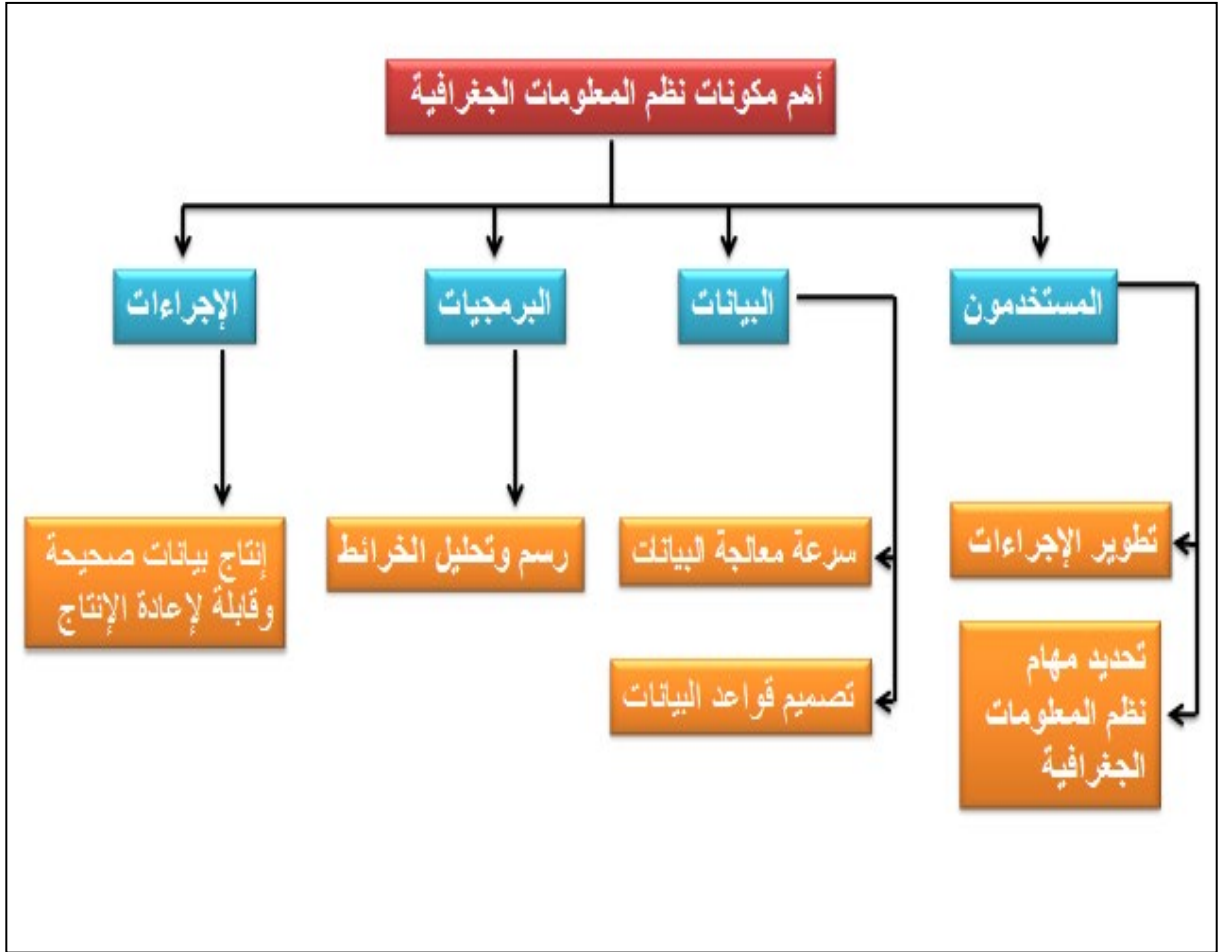 أهم مكونات نظم المعلومات الجغرافية
المستخدمون
البيانات
البرمجيات
الإجراءات
تطوير الإجراءات
تحديد مهام
نظم المعلومات
الجغرافية
سرعة معالجة البيانات
تصميم قواعد البيانات
رسم وتحليل الخرائط
إنتاج بيانات صحيحة
وقابلة لإعادة الإنتاج